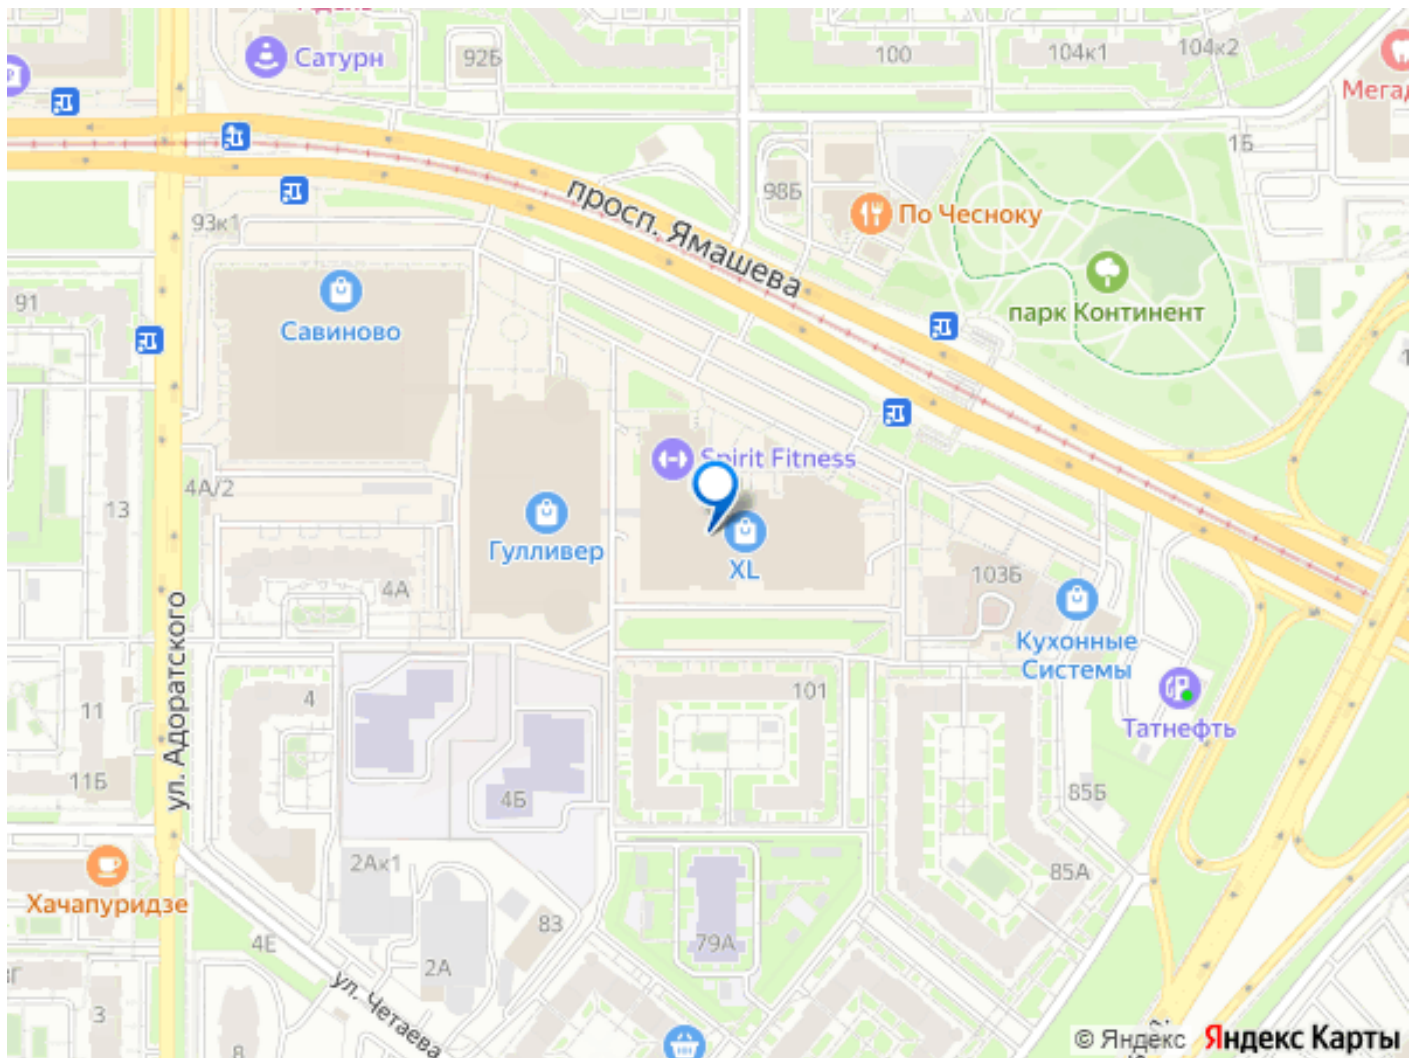 Сатурн
92Б
100
104к1
104к2
1Б
98Б
По Чесноку
просп. Ямашева
парк Континент
93к1
91
Савиново
13
4А/2
Spirit Fitness
Гулливер
XL
4А
103Б
Кухонные
Системы
Татнефть
ул. Адоратского
11
4
101
11Б
4Б
85Б
85А
2Ак1
Хачапуридзе
4Е
83
79А
2А
ул. Четаева
3
8
© Яндекс
Яндекс Карты